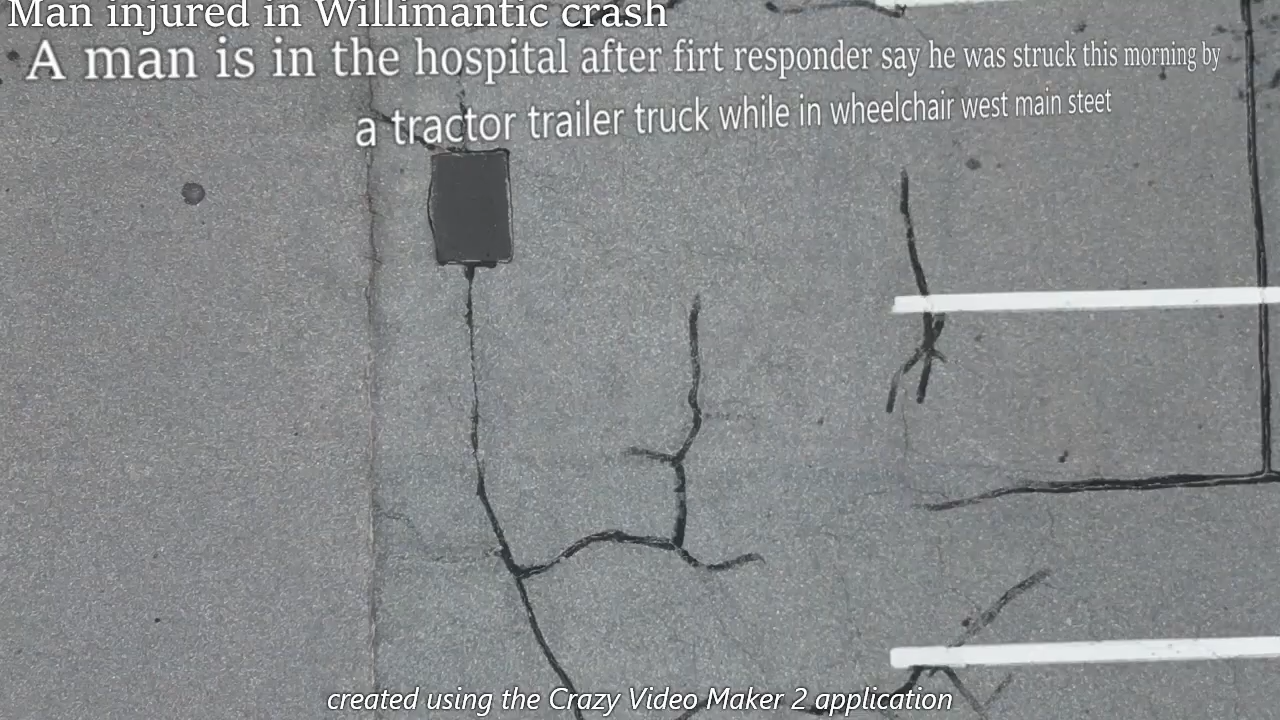 Man injured in Willimantic crash
A man is in the hospital after firt responder say he was struck this morning by
a tractor trailer truck while in wheelchair west main steet
created using the Crazy Video Maker 2 application